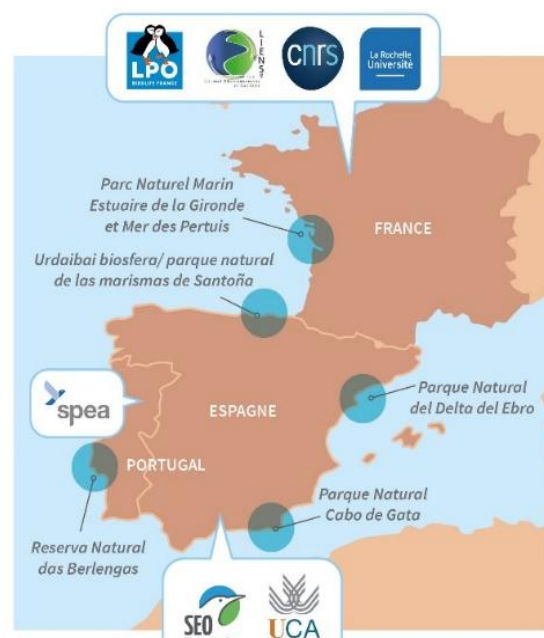 LPO
BIRDLIFE FRANCE
LIENSs
cnrs
La Rochelle
Université
Parc Naturel Marin
Estuaire de la Gironde
et Mer des Pertuis
FRANCE
Urdaibai biosfera/ parque natural
de las marismas de Santoña
spea
ESPAGNE
Parque Natural
del Delta del Ebro
PORTUGAL
Parque Natural
Cabo de Gata
Reserva Natural
das Berlengas
SEO
UCA